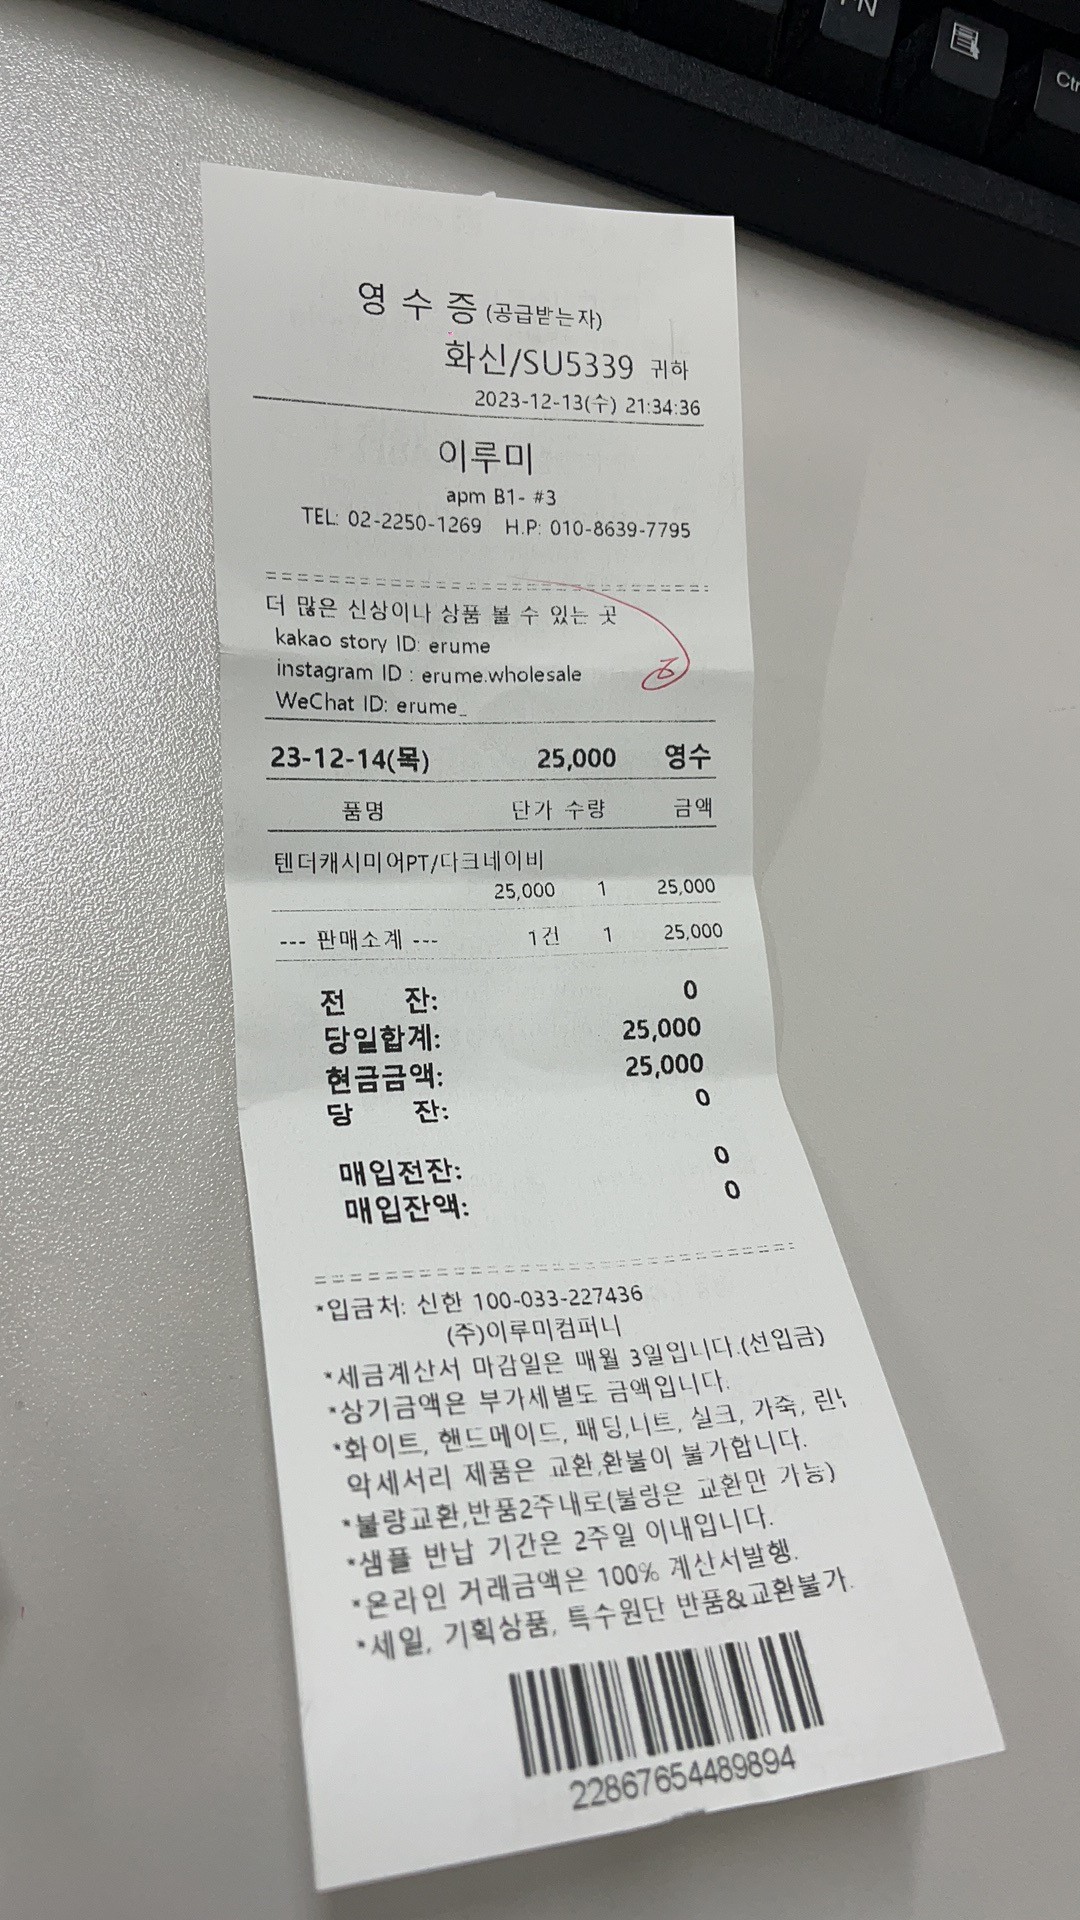 FN
Ctr
영 수 증 (공급받는자)
화신/SU5339 귀하
2023-12-13(수) 21:34:36
이루미
apm B1- #3
TEL: 02-2250-1269 H.P: 010-8639-7795
==============================
더 많은 신상이나 상품 볼 수 있는 곳
kakao story ID: erume
instagram ID : erume.wholesale
WeChat ID: erume_
23-12-14(목) 25,000 영수
품명 단가 수량 금액
텐더캐시미어PT/다크네이비
25,000 1 25,000
--- 판매소계 --- 1건 1 25,000
전 잔: 0
당일합계: 25,000
현금금액: 25,000
당 잔: 0
매입전잔: 0
매입잔액: 0
==============================
*입금처: 신한 100-033-227436
(주)이루미컴퍼니
*세금계산서 마감일은 매월 3일입니다.(선입금)
*상기금액은 부가세별도 금액입니다.
*화이트, 핸드메이드, 패딩,니트, 실크, 가죽, 린
악세서리 제품은 교환,환불이 불가합니다.
*불량교환,반품2주내로(불량은 교환만 가능)
*샘플 반납 기간은 2주일 이내입니다.
*온라인 거래금액은 100% 계산서발행.
*세일, 기획상품, 특수원단 반품&교환불가.
22867654489894